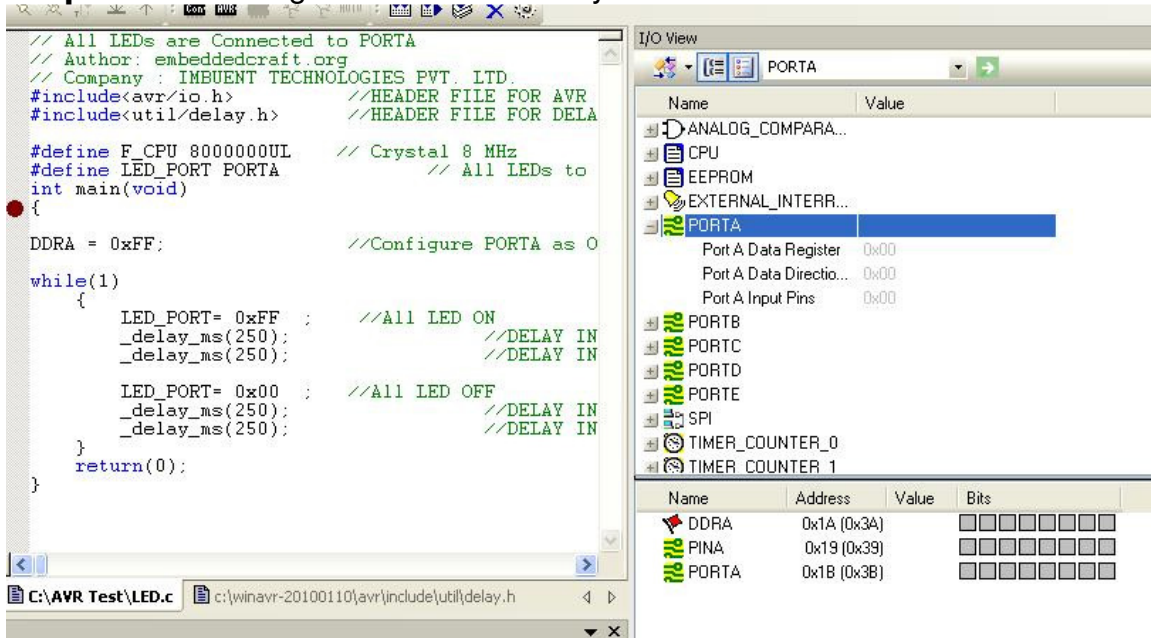 Con AVR
// All LEDs are Connected to PORTA
// Author: embeddedcraft.org
// Company : IMBUENT TECHNOLOGIES PVT. LTD.
#include<avr/io.h> //HEADER FILE FOR AVR
#include<util/delay.h> //HEADER FILE FOR DELA
#define F_CPU 8000000UL // Crystal 8 MHz
#define LED_PORT PORTA // All LEDs to
int main(void)
{
DDRA = 0xFF; //Configure PORTA as O
while(1)
{
LED_PORT= 0xFF ; //All LED ON
_delay_ms(250); //DELAY IN
_delay_ms(250); //DELAY IN
LED_PORT= 0x00 ; //All LED OFF
_delay_ms(250); //DELAY IN
_delay_ms(250); //DELAY IN
}
return(0);
}
C:\AVR Test\LED.c c:\winavr-20100110\avr\include\util\delay.h
I/O View
PORTA
Name Value
ANALOG_COMPARA...
CPU
EEPROM
EXTERNAL_INTERR...
PORTA
Port A Data Register 0x00
Port A Data Directio... 0x00
Port A Input Pins 0x00
PORTB
PORTC
PORTD
PORTE
SPI
TIMER_COUNTER_0
TIMER_COUNTER_1
Name Address Value Bits
DDRA 0x1A (0x3A)
PINA 0x19 (0x39)
PORTA 0x1B (0x3B)